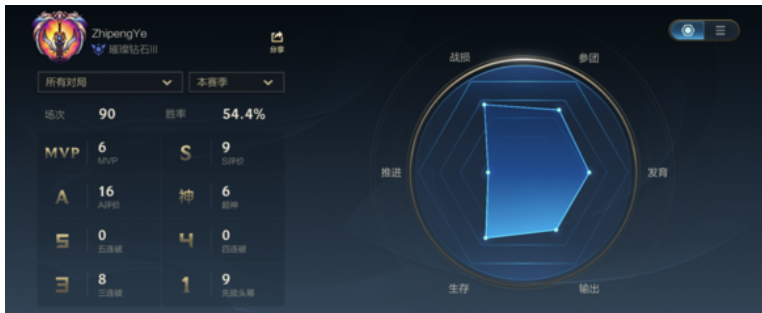 ZhipengYe
璀璨钻石III
分享
所有对局
本赛季
场次 90 胜率 54.4%
MVP 6 MVP
S 9 S评价
A 16 A评价
神 6 超神
5 0 五连破
4 0 四连破
3 8 三连破
1 9 先破头筹
战损 参团
推进 发育
生存 输出